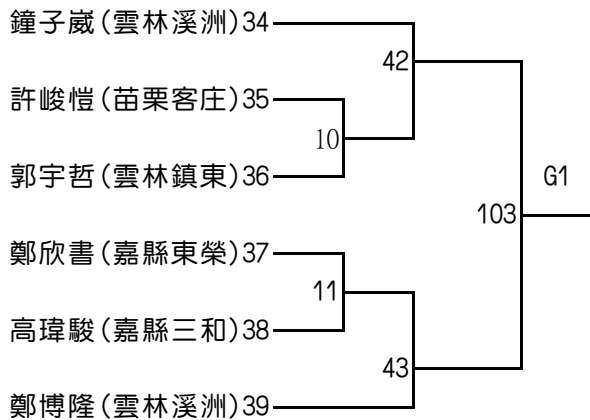 鐘子崴(雲林溪洲)34
42
許峻愷(苗栗客庄)35
10
郭宇哲(雲林鎮東)36
G1
103
鄭欣書(嘉縣東榮)37
11
高瑋駿(嘉縣三和)38
43
鄭博隆(雲林溪洲)39